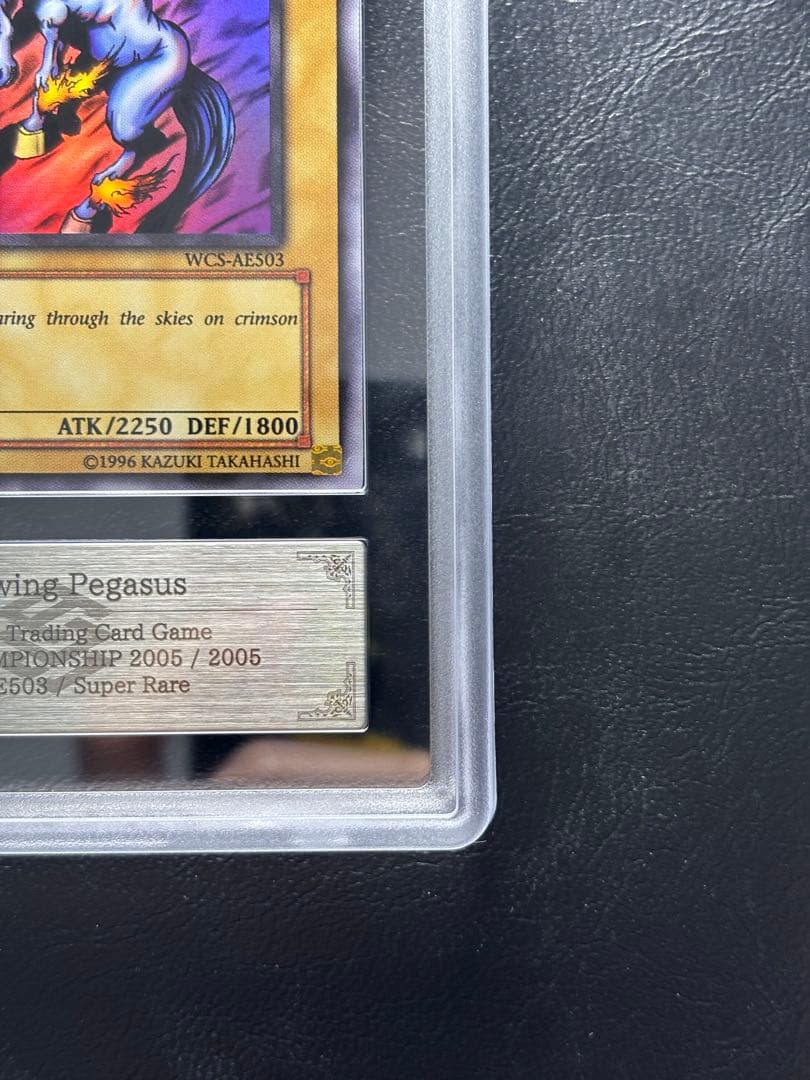 WCS-AE503
ring through the skies on crimson
ATK/2250 DEF/1800
©1996 KAZUKI TAKAHASHI
wing Pegasus
Trading Card Game
MPIONSHIP 2005 / 2005
E503 / Super Rare